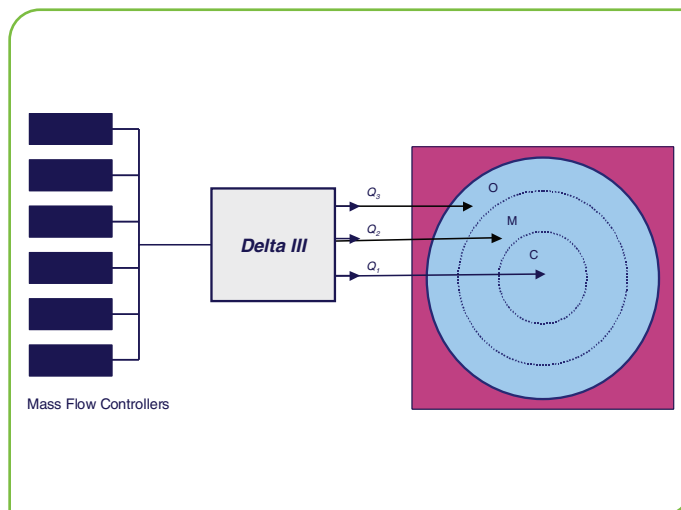 Q3
O
M
Delta III
Q2
C
Q1
Mass Flow Controllers